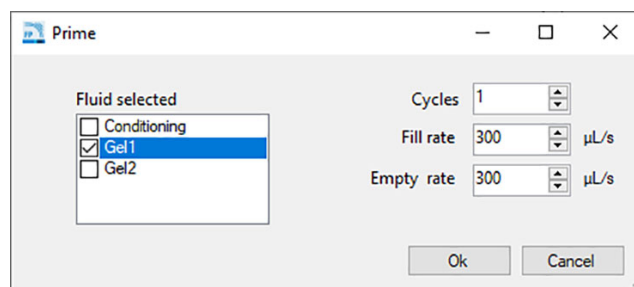 Prime
Fluid selected
Conditioning
Gel1
Gel2
Cycles 1
Fill rate 300 µL/s
Empty rate 300 µL/s
Ok Cancel